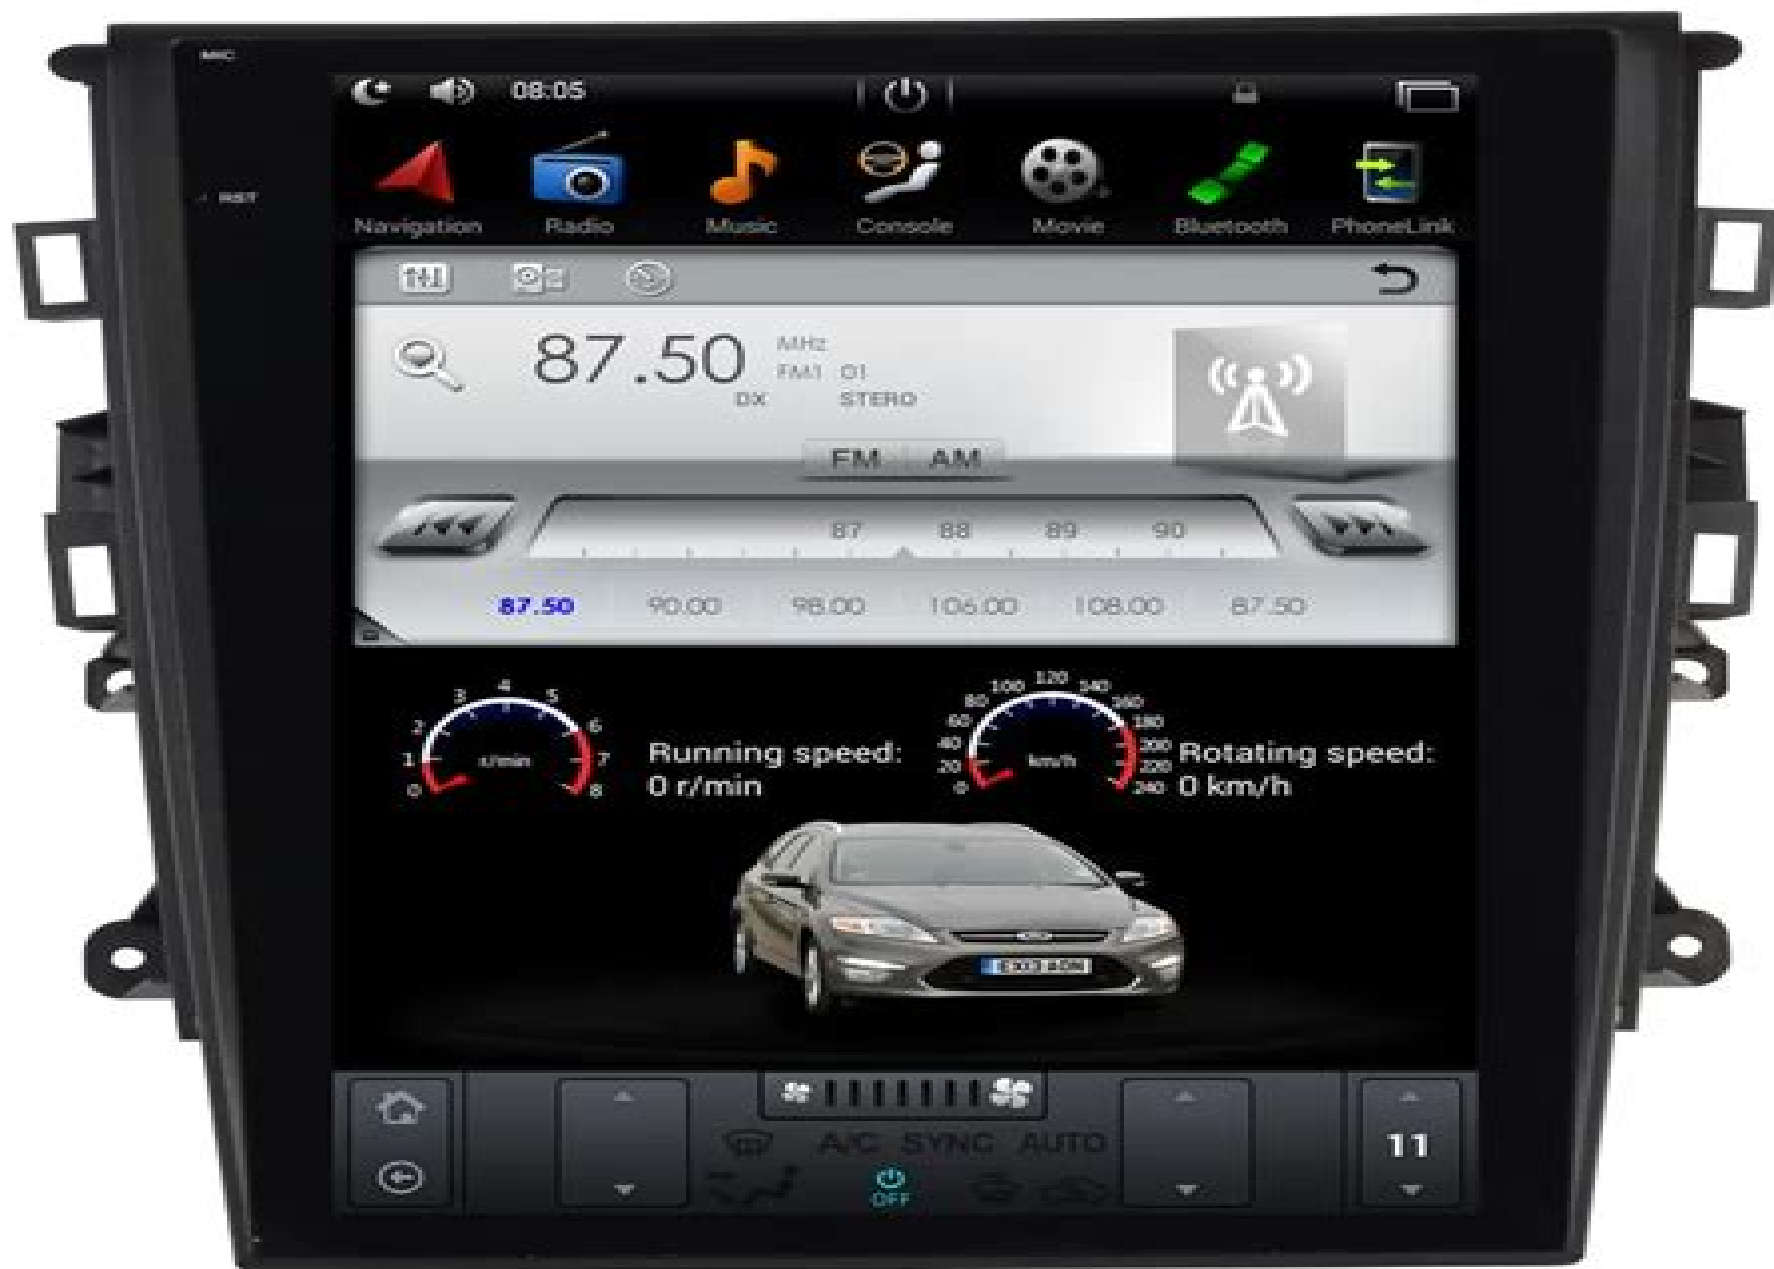 MIC
08:05
RST
Navigation Radio Music Console Movie Bluetooth PhoneLink
87.50 MHz
FM1 01
DX STERO
FM AM
87 88 89 90
87.50 90.00 98.00 106.00 108.00 87.50
0 1 2 3 4 5 6 7 8
r/min
Running speed:
0 r/min
0 20 40 60 80 100 120 140 160 180 200 220 240
km/h
Rotating speed:
0 km/h
A/C SYNC AUTO
11
OFF